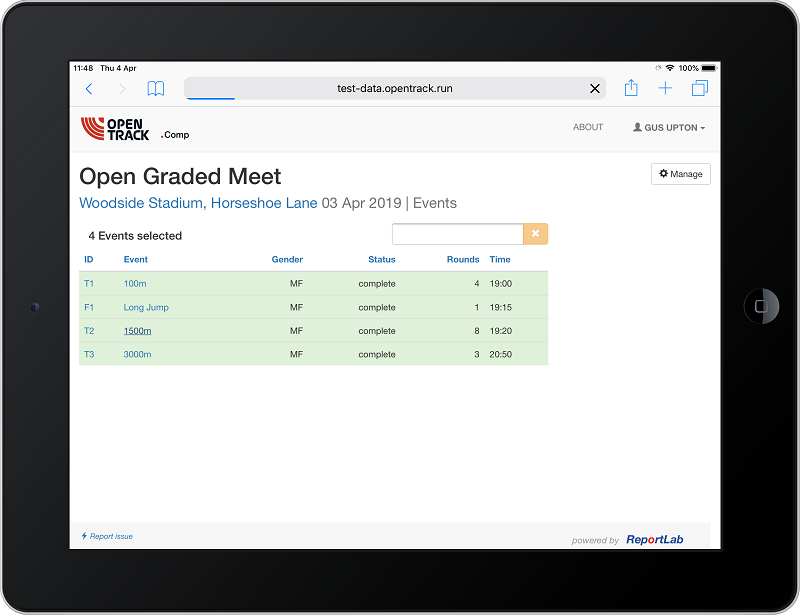 11:48 Thu 4 Apr 100%
test-data.opentrack.run
OPEN
TRACK .Comp
ABOUT GUS UPTON
Open Graded Meet Manage
Woodside Stadium, Horseshoe Lane 03 Apr 2019 | Events
4 Events selected
ID Event Gender Status Rounds Time
T1 100m MF complete 4 19:00
F1 Long Jump MF complete 1 19:15
T2 1500m MF complete 8 19:20
T3 3000m MF complete 3 20:50
Report issue powered by ReportLab